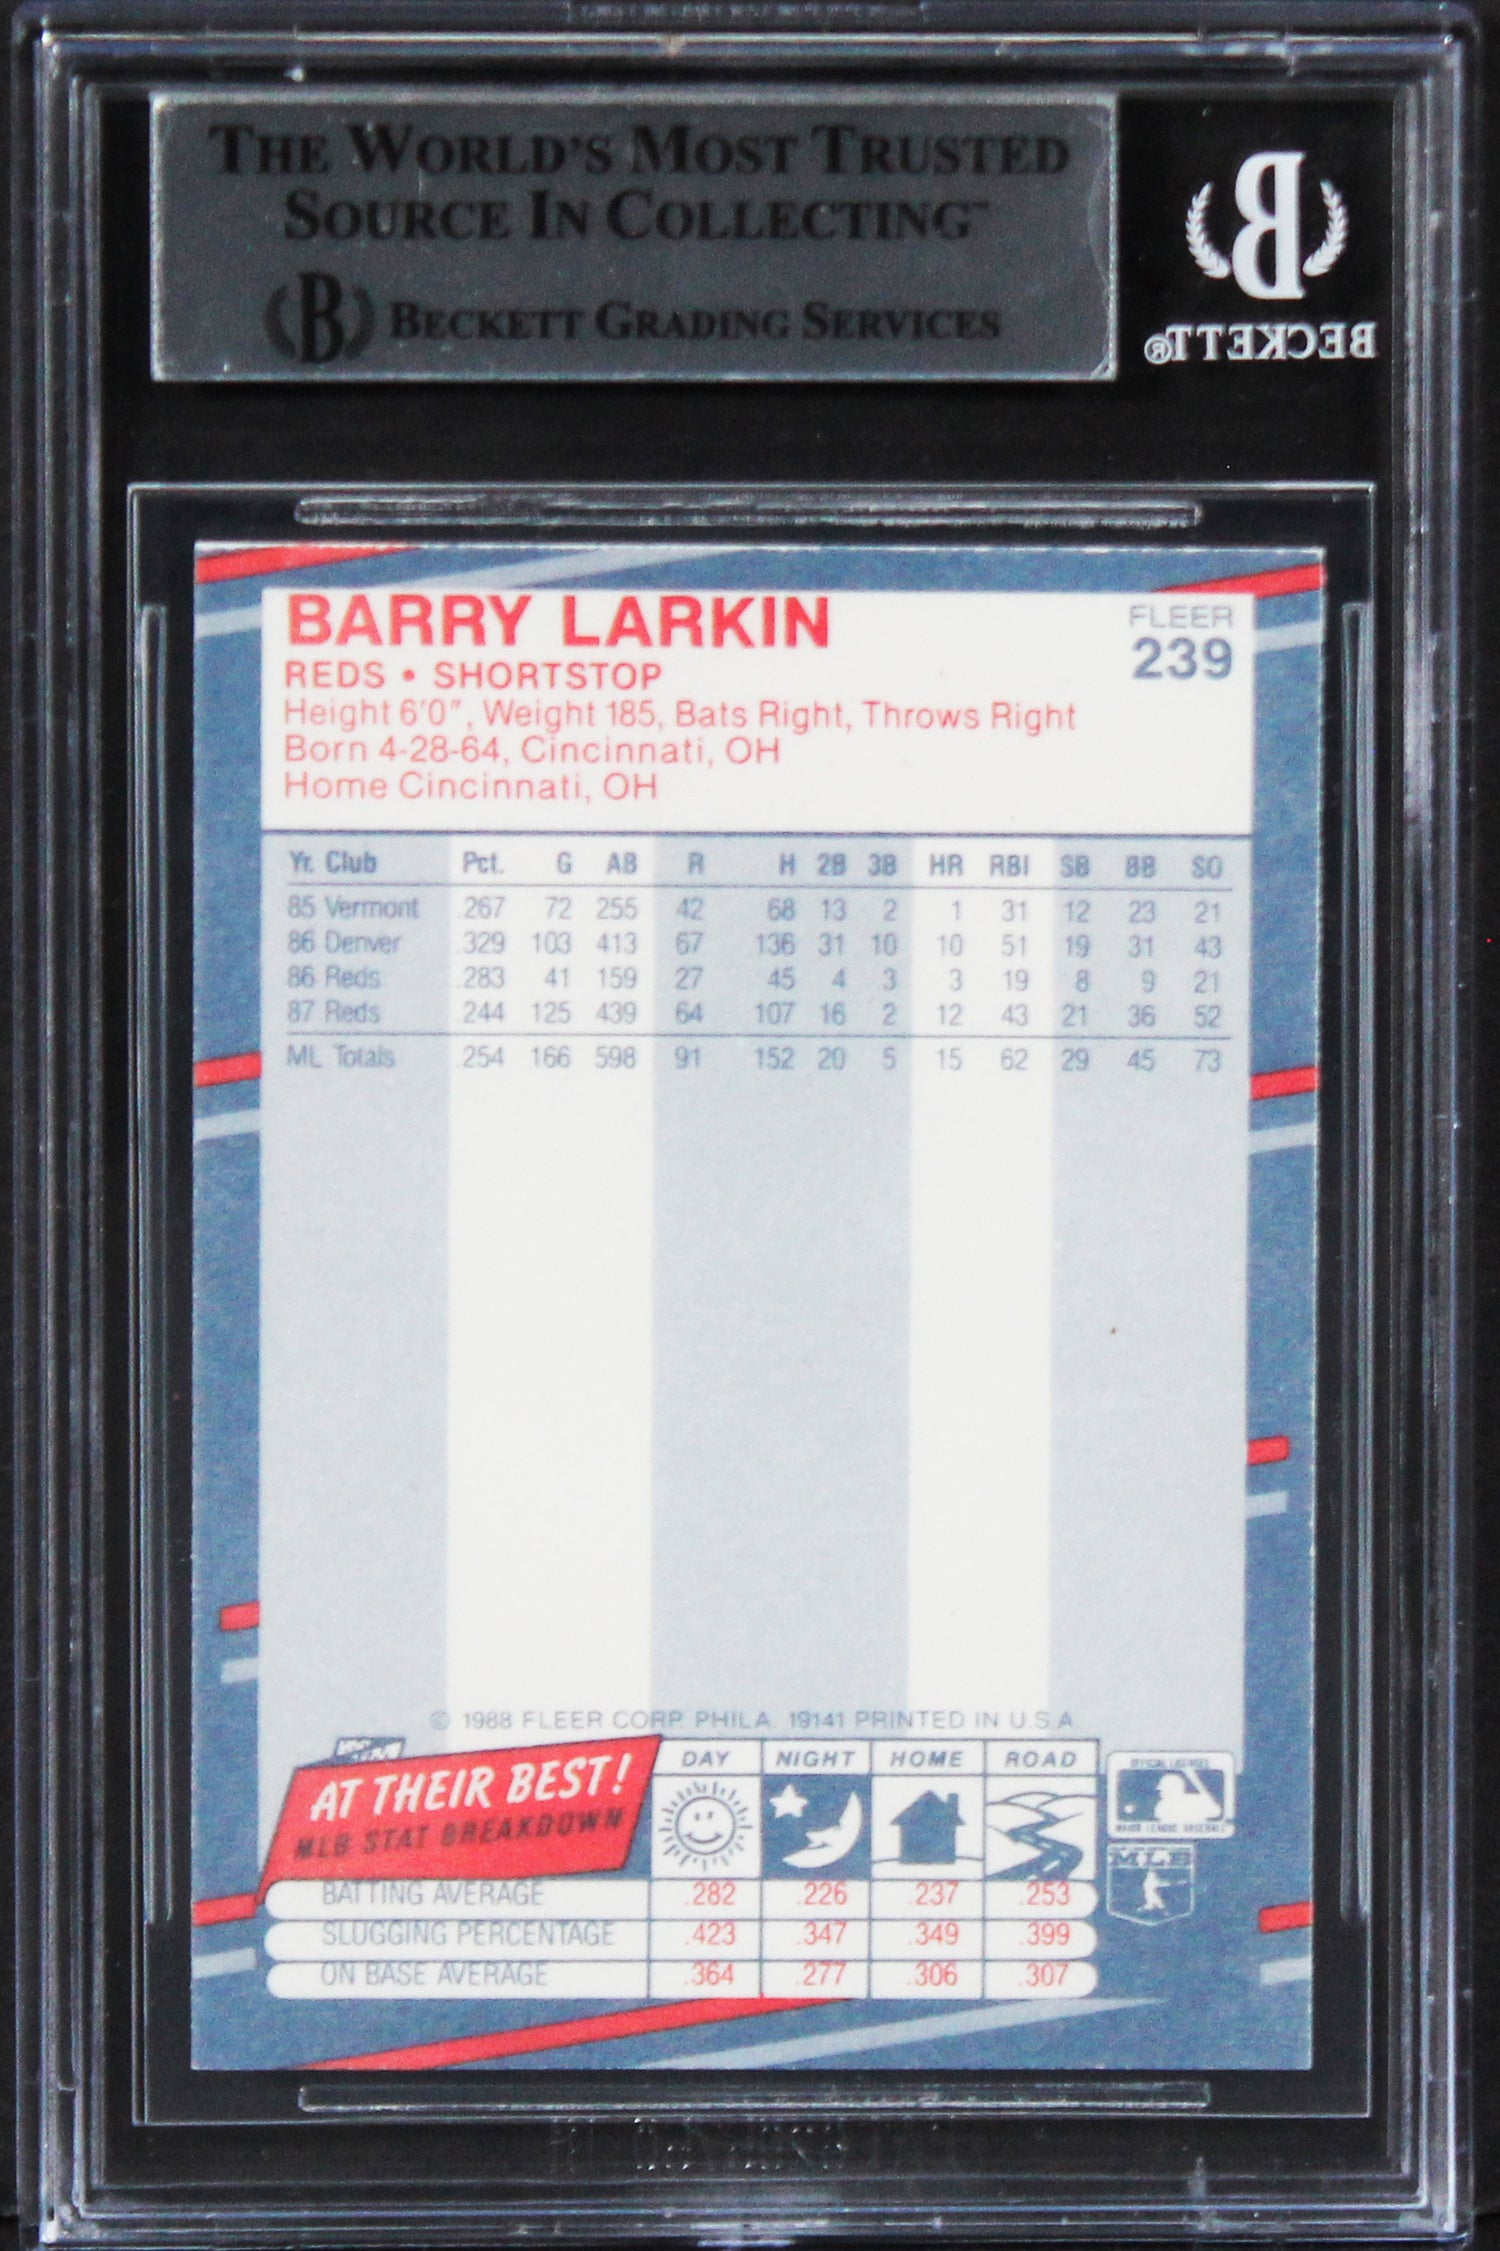 THE WORLD'S MOST TRUSTED
SOURCE IN COLLECTING™
B BECKETT GRADING SERVICES
B
BECKETT®
BARRY LARKIN
FLEER
239
REDS • SHORTSTOP
Height 6'0", Weight 185, Bats Right, Throws Right
Born 4-28-64, Cincinnati, OH
Home Cincinnati, OH
Yr. Club Pct. G AB R H 2B 3B HR RBI SB BB SO
85 Vermont .267 72 255 42 68 13 2 1 31 12 23 21
86 Denver .329 103 413 67 136 31 10 10 51 19 31 43
86 Reds .283 41 159 27 45 4 3 3 19 8 9 21
87 Reds .244 125 439 64 107 16 2 12 43 21 36 52
ML Totals .254 166 598 91 152 20 5 15 62 29 45 73
© 1988 FLEER CORP. PHILA. 19141 PRINTED IN U.S.A.
AT THEIR BEST!
MLB STAT BREAKDOWN
DAY NIGHT HOME ROAD
BATTING AVERAGE .282 .226 .237 .253
SLUGGING PERCENTAGE .423 .347 .349 .399
ON BASE AVERAGE .364 .277 .306 .307
MAJOR LEAGUE BASEBALL
MLB